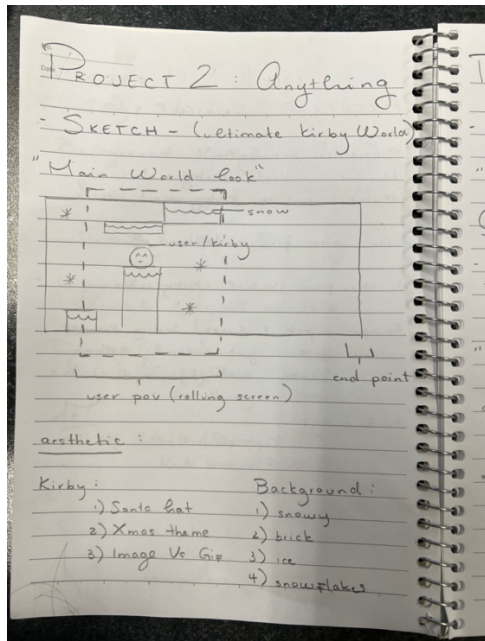 No.
Date
PROJECT 2: Anything
- SKETCH - (ultimate Kirby World)
"Main World look"
snow
user/kirby
end point
user pov (rolling screen)
aesthetic :
Kirby :
1) Santa hat
2) Xmas theme
3) Image Vs GIF
Background :
1) snowy
2) brick
3) ice
4) snowflakes